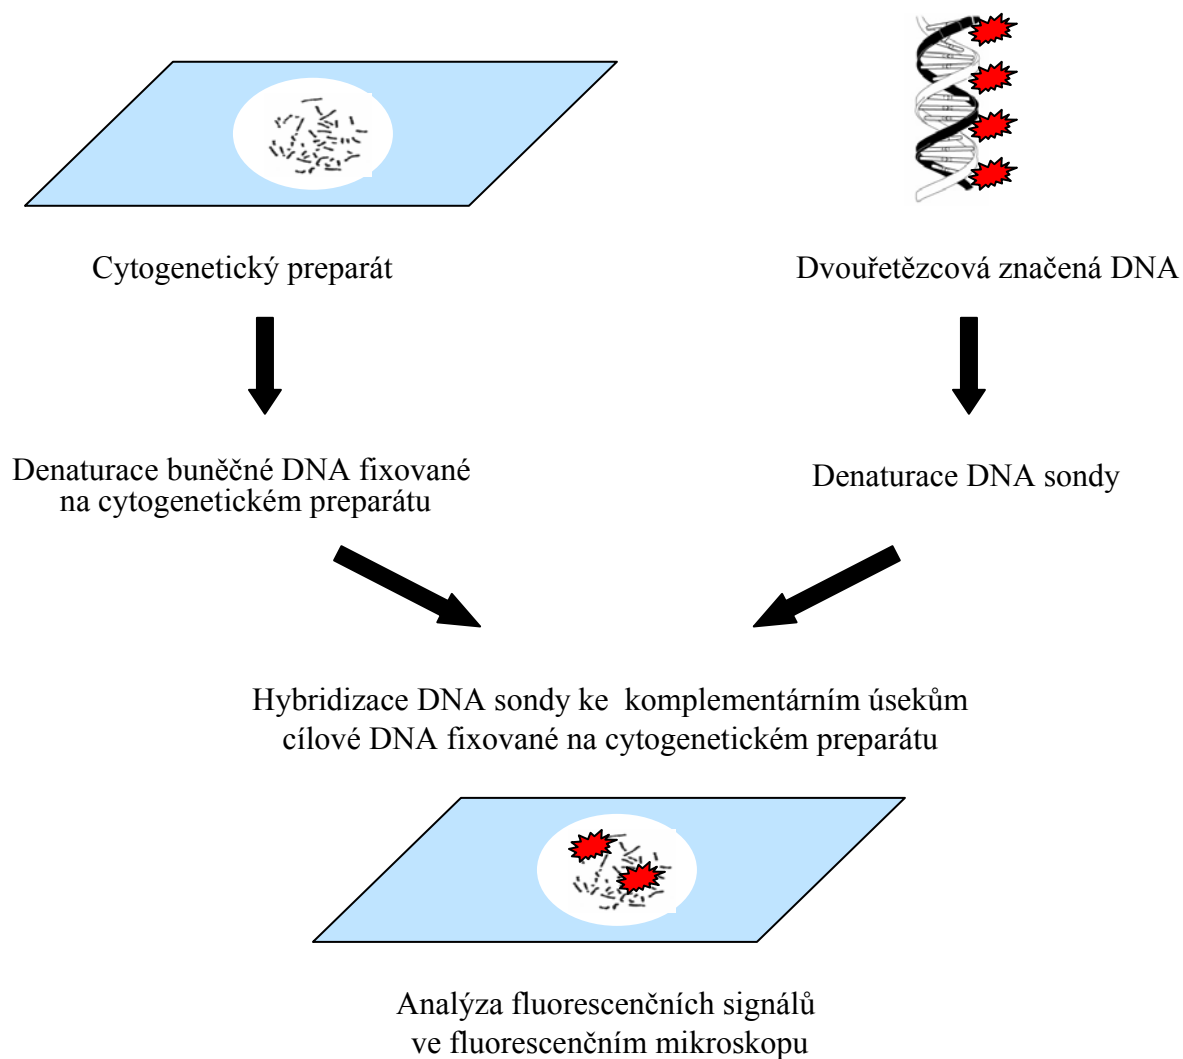 Cytogenetický preparát
Dvouřetězcová značená DNA
Denaturace buněčné DNA fixované
na cytogenetickém preparátu
Denaturace DNA sondy
Hybridizace DNA sondy ke komplementárním úsekům
cílové DNA fixované na cytogenetickém preparátu
Analýza fluorescenčních signálů
ve fluorescenčním mikroskopu